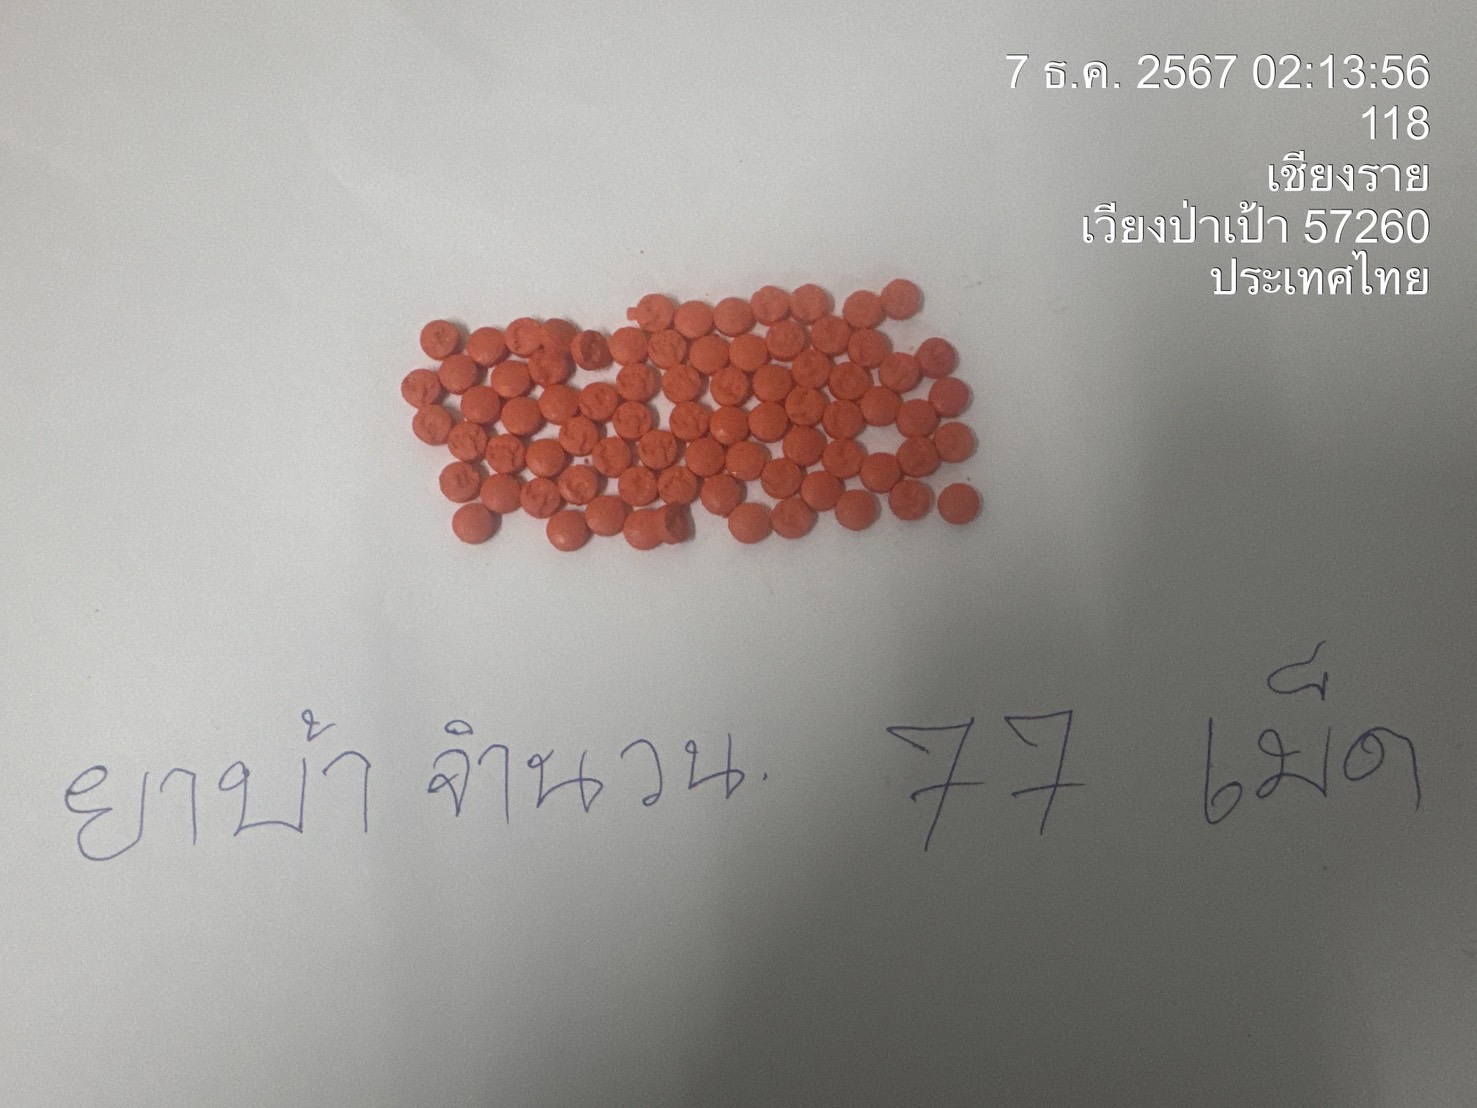 7 ธ.ค. 2567 02:13:56
118
เชียงราย
เวียงป่าเป้า 57260
ประเทศไทย
ยาบ้า จำนวน. 77 เม็ด